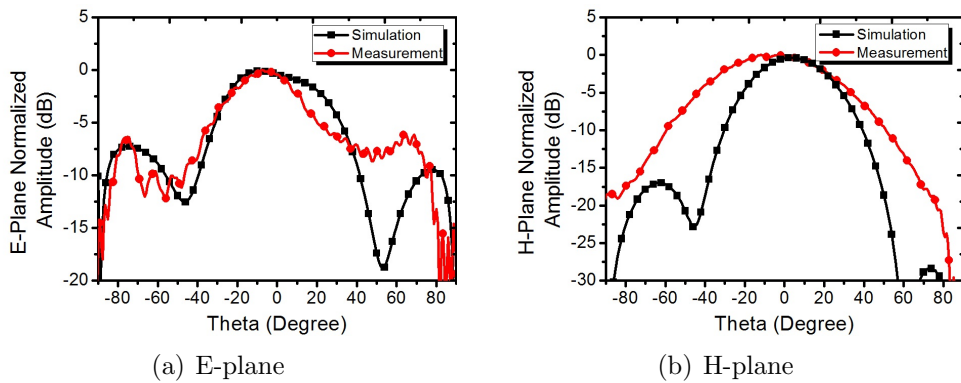 5
0
-5
-10
-15
-20
E-Plane Normalized
Amplitude (dB)
Simulation
Measurement
-80 -60 -40 -20 0 20 40 60 80
Theta (Degree)
(a) E-plane
5
0
-5
-10
-15
-20
-25
-30
H-Plane Normalized
Amplitude (dB)
Simulation
Measurement
-80 -60 -40 -20 0 20 40 60 80
Theta (Degree)
(b) H-plane